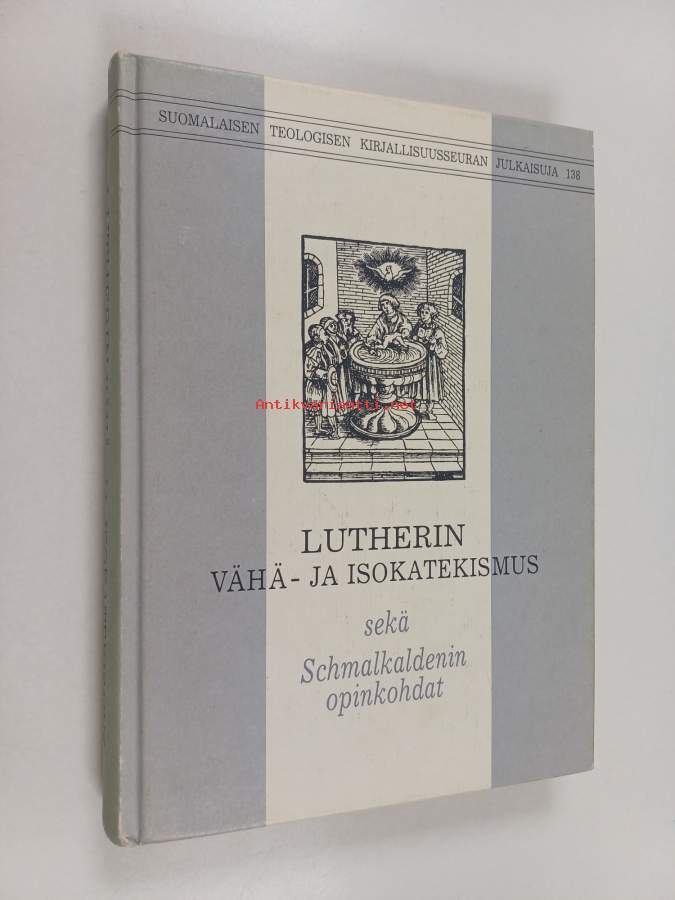 SUOMALAISEN TEOLOGISEN KIRJALLISUUSSEURAN JULKAISUJA 138
Antikvariaatti.net
LUTHERIN
VÄHÄ- JA ISOKATEKISMUS
sekä
Schmalkaldenin
opinkohdat